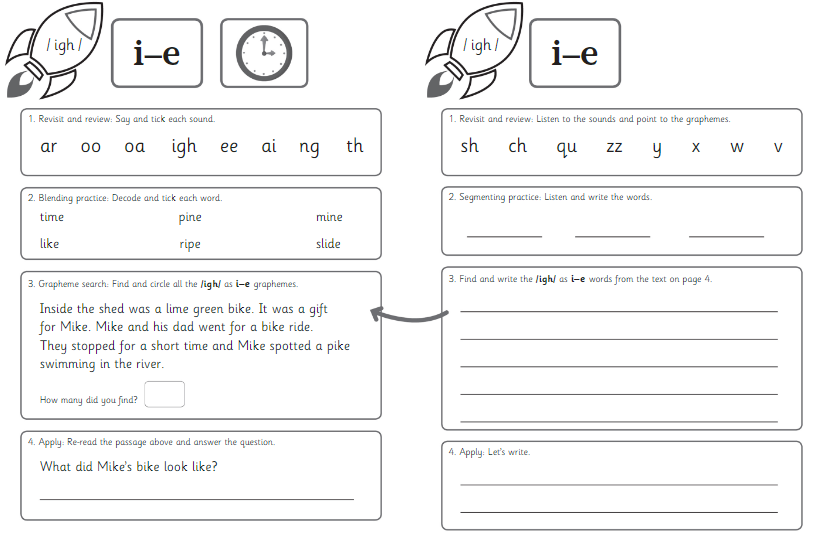 / igh /
i–e
1. Revisit and review: Say and tick each sound.
ar oo oa igh ee ai ng th
2. Blending practice: Decode and tick each word.
time pine mine
like ripe slide
3. Grapheme search: Find and circle all the /igh/ as i–e graphemes.
Inside the shed was a lime green bike. It was a gift
for Mike. Mike and his dad went for a bike ride.
They stopped for a short time and Mike spotted a pike
swimming in the river.
How many did you find?
4. Apply: Re-read the passage above and answer the question.
What did Mike's bike look like?
/ igh /
i–e
1. Revisit and review: Listen to the sounds and point to the graphemes.
sh ch qu zz y x w v
2. Segmenting practice: Listen and write the words.
3. Find and write the /igh/ as i–e words from the text on page 4.
4. Apply: Let's write.